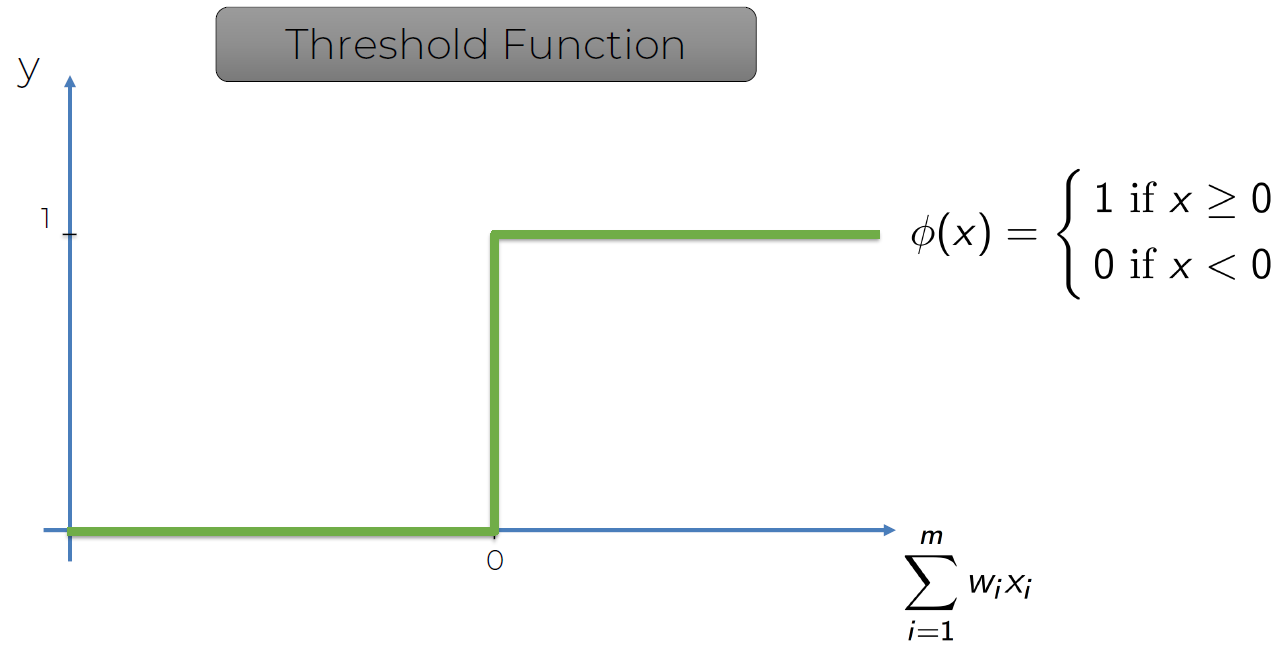 Threshold Function
y
1
ϕ(x) = { 1 if x ≥ 0
0 if x < 0
0
m
∑ wᵢxᵢ
i=1